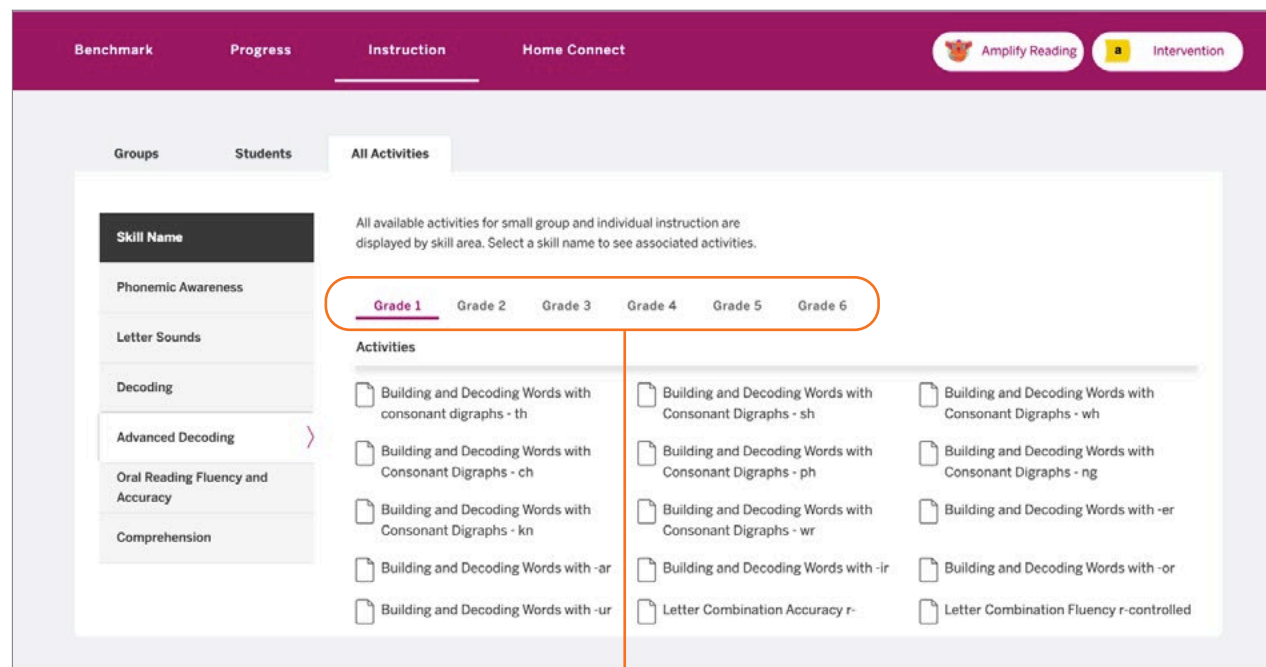 Benchmark
Progress
Instruction
Home Connect
Amplify Reading
a
Intervention
Groups
Students
All Activities
Skill Name
Phonemic Awareness
Letter Sounds
Decoding
Advanced Decoding
Oral Reading Fluency and
Accuracy
Comprehension
All available activities for small group and individual instruction are
displayed by skill area. Select a skill name to see associated activities.
Grade 1
Grade 2
Grade 3
Grade 4
Grade 5
Grade 6
Activities
Building and Decoding Words with
consonant digraphs - th
Building and Decoding Words with
Consonant Digraphs - sh
Building and Decoding Words with
Consonant Digraphs - wh
Building and Decoding Words with
Consonant Digraphs - ch
Building and Decoding Words with
Consonant Digraphs - ph
Building and Decoding Words with
Consonant Digraphs - ng
Building and Decoding Words with
Consonant Digraphs - kn
Building and Decoding Words with
Consonant Digraphs - wr
Building and Decoding Words with -er
Building and Decoding Words with -ar
Building and Decoding Words with -ir
Building and Decoding Words with -or
Building and Decoding Words with -ur
Letter Combination Accuracy r-
Letter Combination Fluency r-controlled